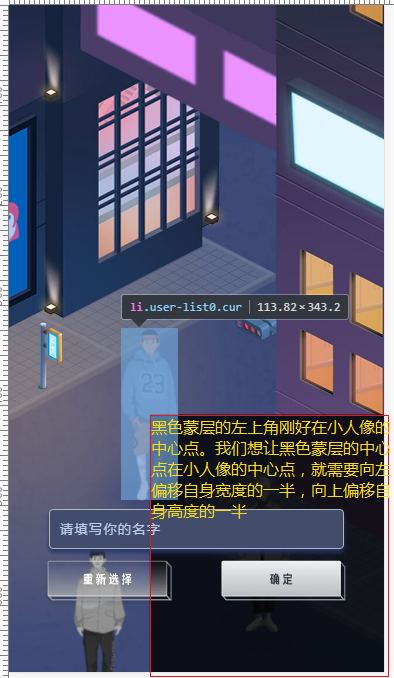 li.user-list0.cur | 113.82×343.2
23
黑色蒙层的左上角刚好在小人像的
中心点。我们想让黑色蒙层的中心
点在小人像的中心点，就需要向左
偏移自身宽度的一半，向上偏移自
身高度的一半
请填写你的名字
重新选择
确定